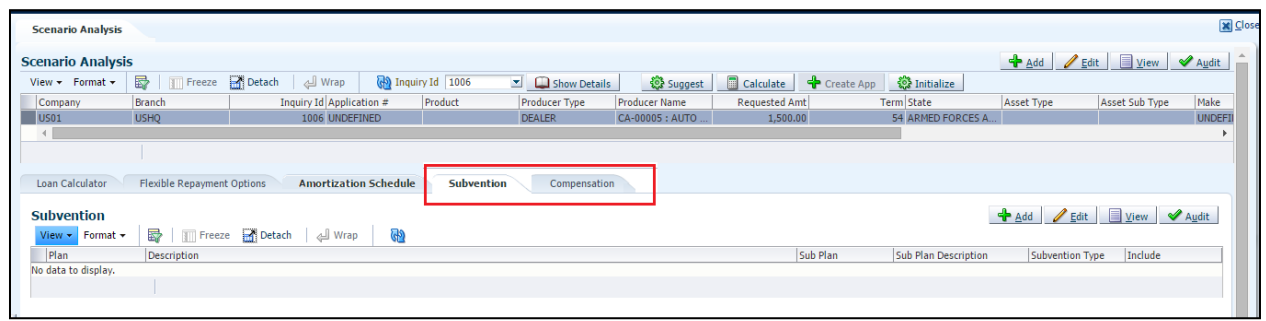 Scenario Analysis
Close
Scenario Analysis
Add Edit View Audit
View Format Freeze Detach Wrap Inquiry Id 1006 Show Details Suggest Calculate Create App Initialize
Company Branch Inquiry Id Application # Product Producer Type Producer Name Requested Amt Term State Asset Type Asset Sub Type Make
US01 USHQ 1006 UNDEFINED DEALER CA-00005 : AUTO ... 1,500.00 54 ARMED FORCES A... UNDEFI
Loan Calculator Flexible Repayment Options Amortization Schedule Subvention Compensation
Subvention
Add Edit View Audit
View Format Freeze Detach Wrap
Plan Description Sub Plan Sub Plan Description Subvention Type Include
No data to display.